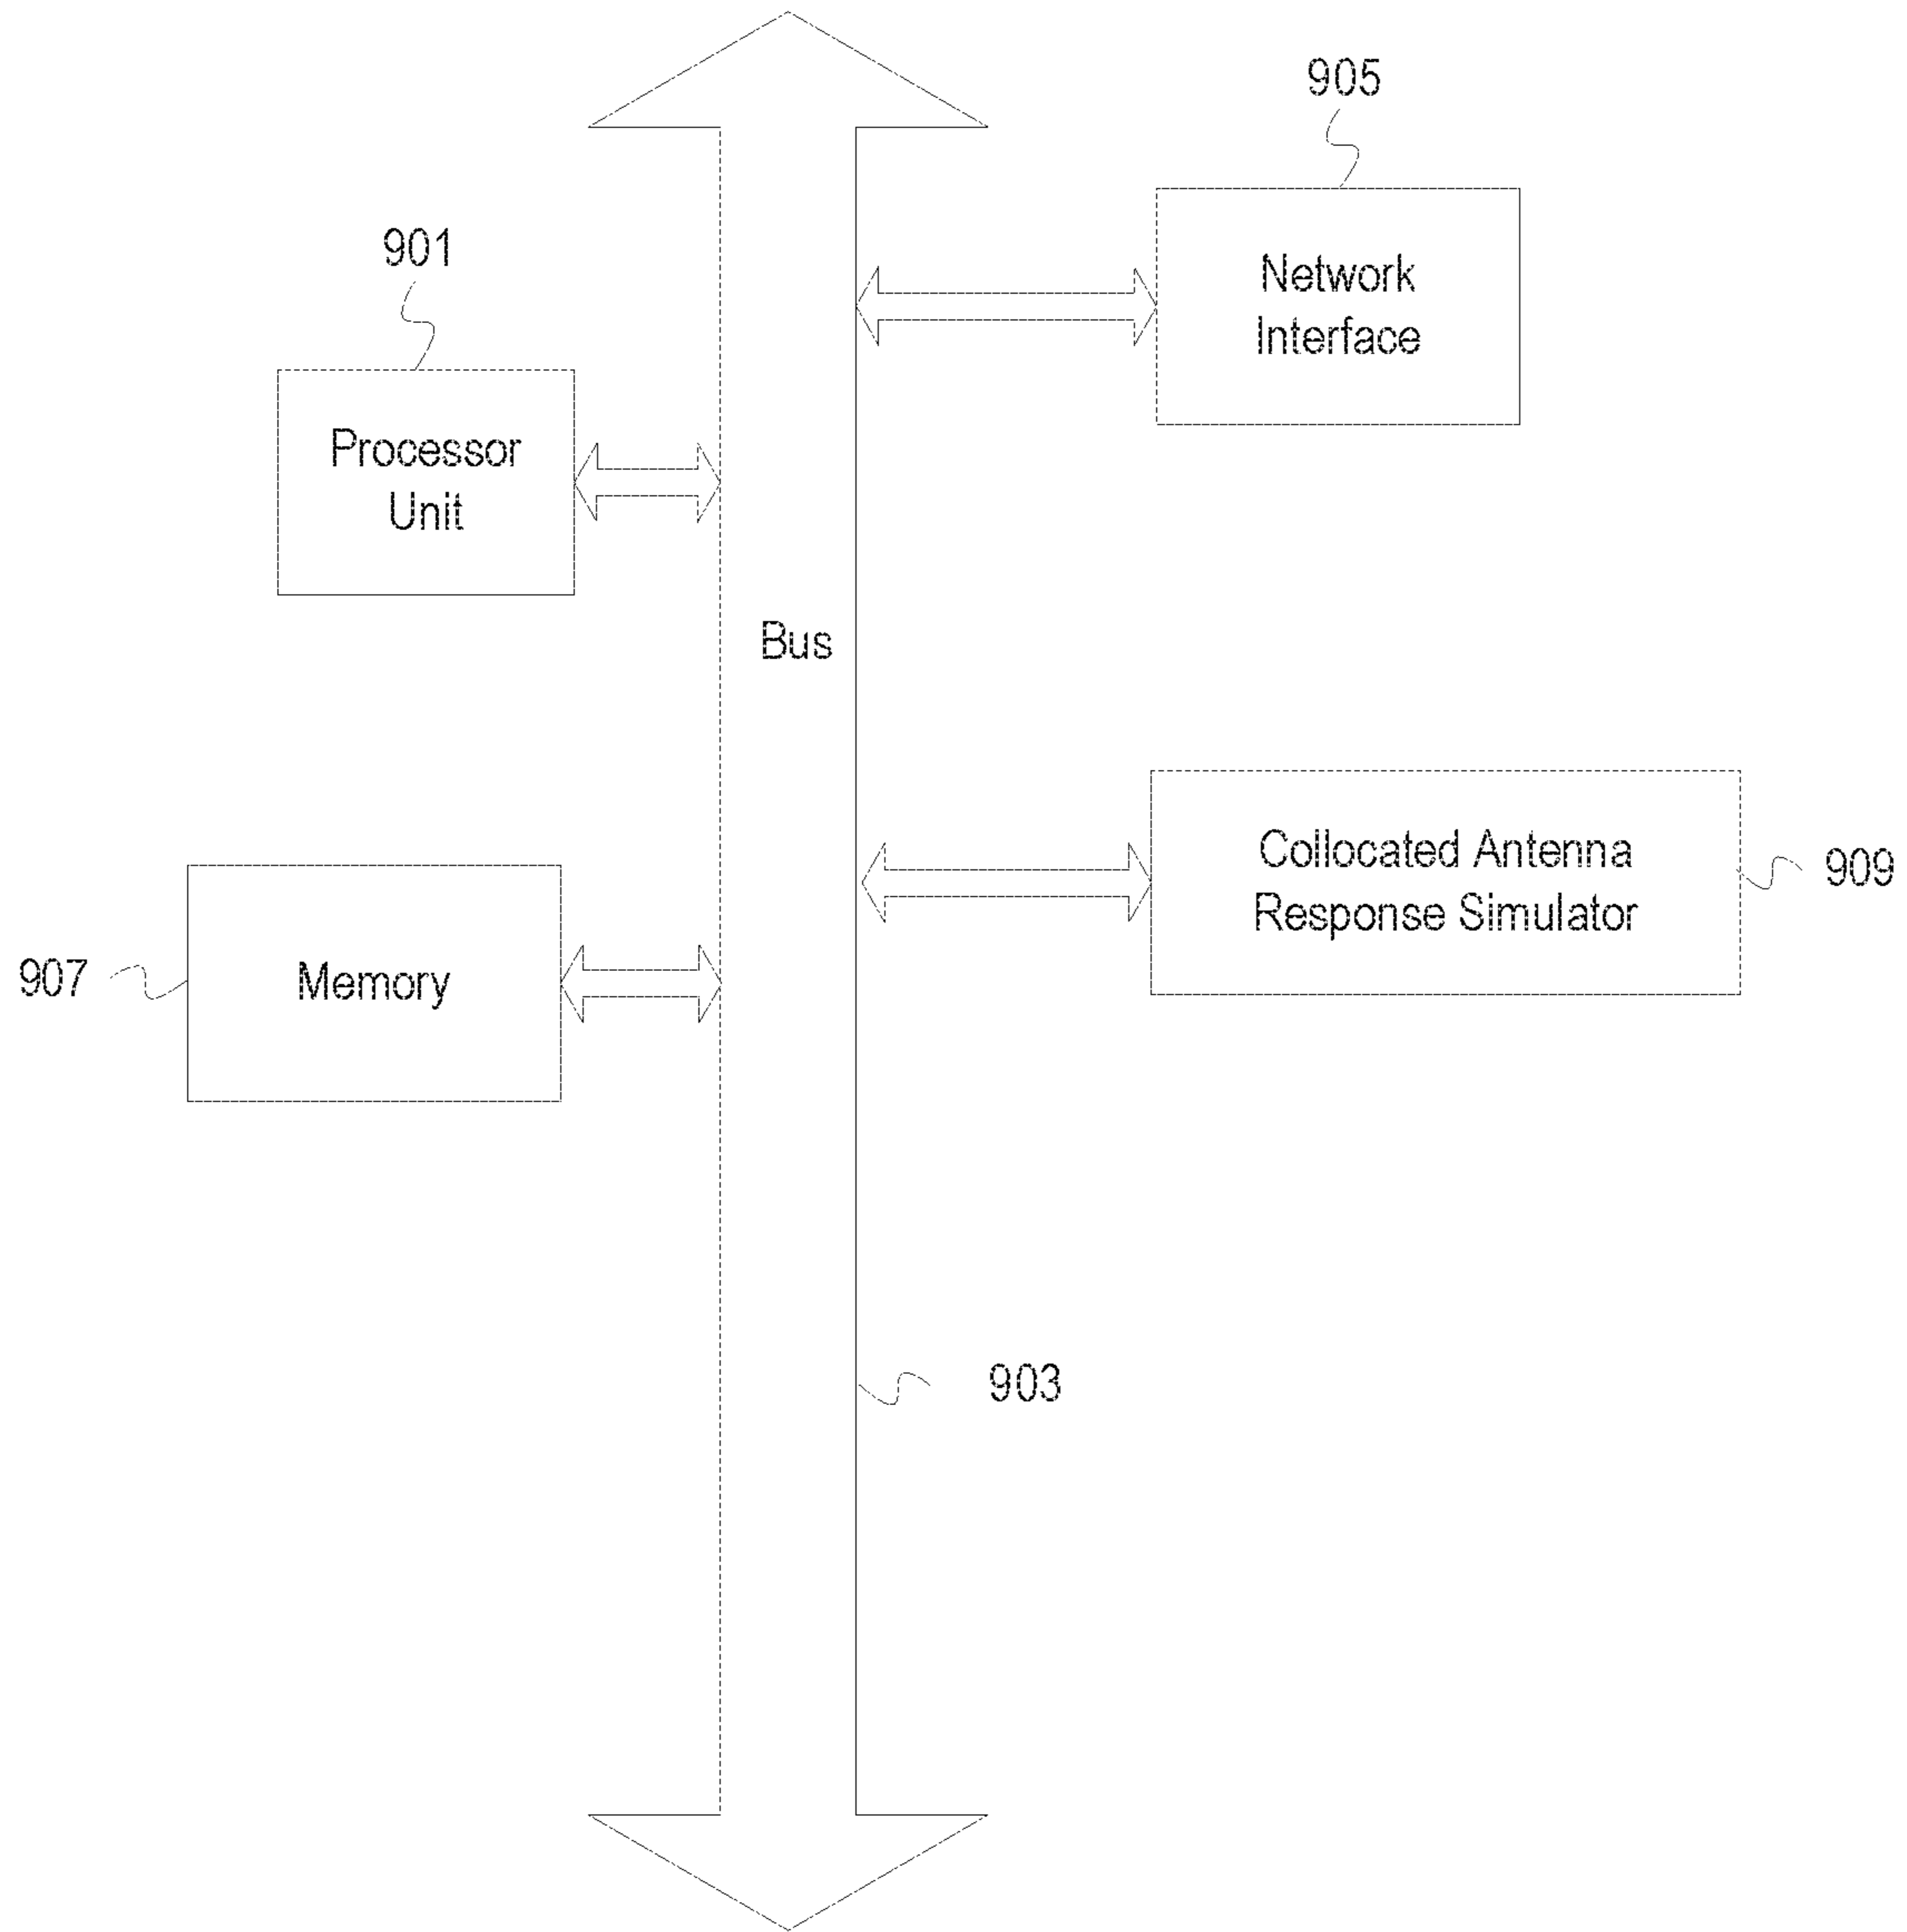 905
Network
Interface
901
Processor
Unit
Bus
Collocated Antenna
Response Simulator
909
907
Memory
903